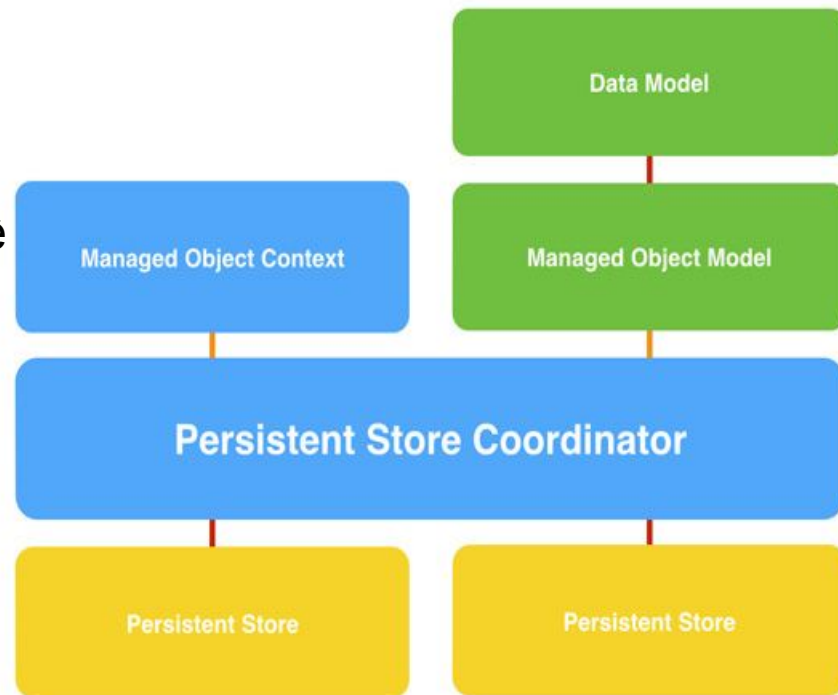 Data Model
Managed Object Context
Managed Object Model
Persistent Store Coordinator
Persistent Store
Persistent Store